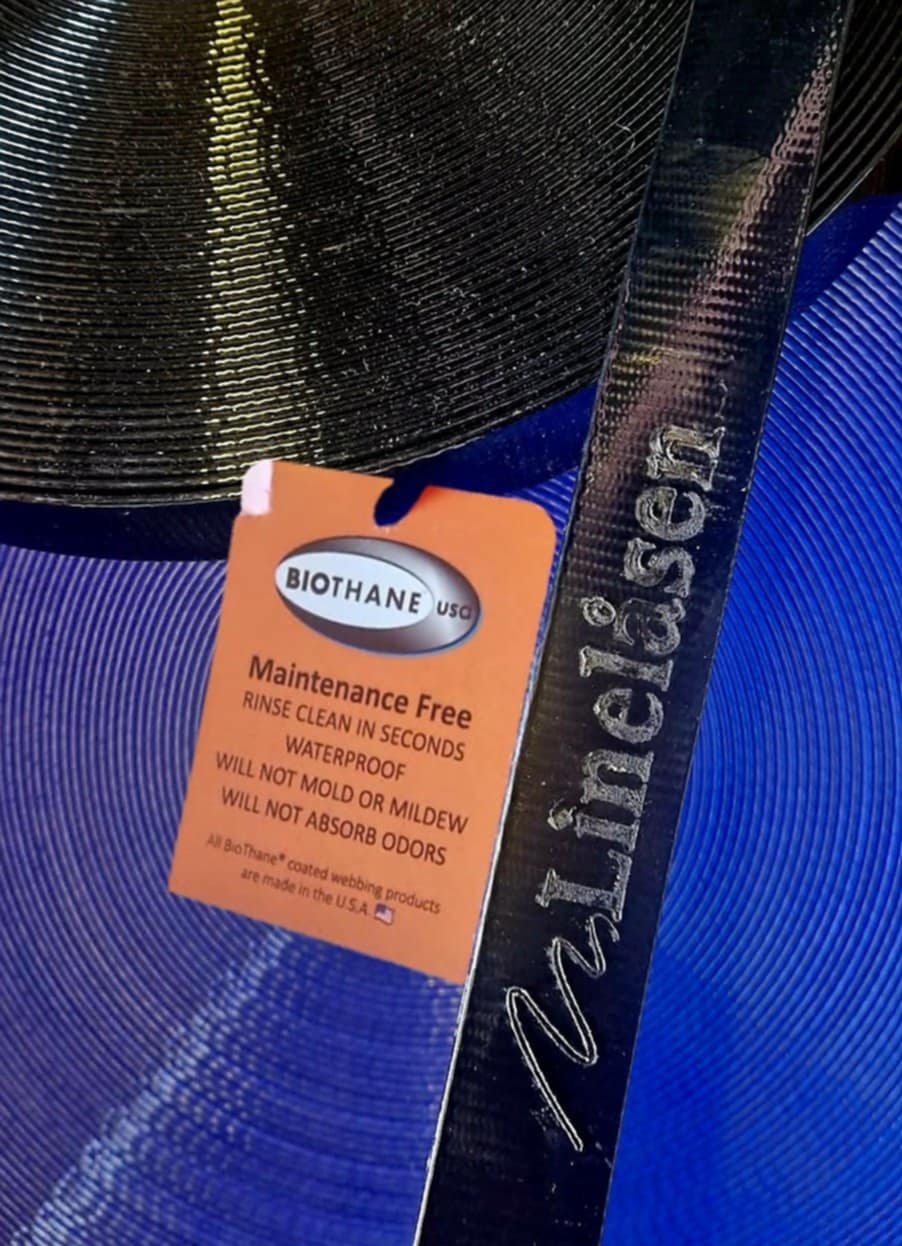 BIOTHANE USA
Maintenance Free
RINSE CLEAN IN SECONDS
WATERPROOF
WILL NOT MOLD OR MILDEW
WILL NOT ABSORB ODORS
All BioThane® coated webbing products
are made in the U.S.A.
Linelåsen